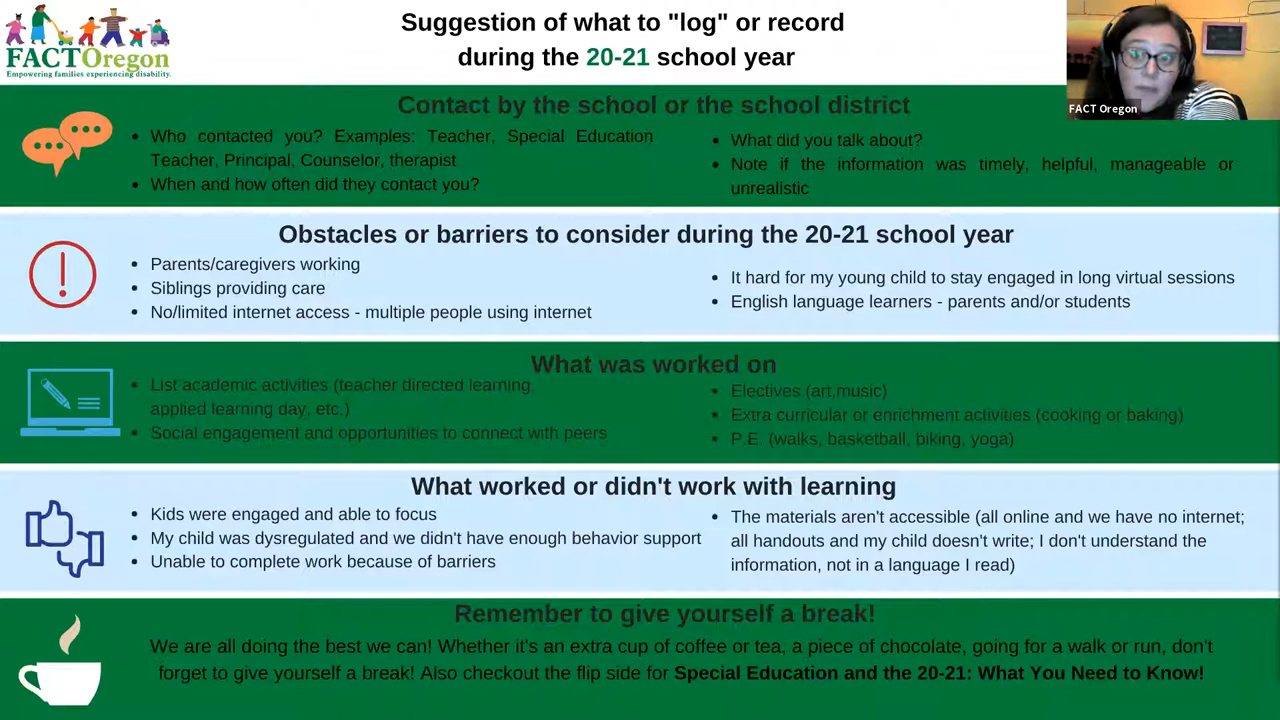 FACTOregon
Empowering families experiencing disability.
Suggestion of what to "log" or record
during the 20-21 school year
FACT Oregon
Contact by the school or the school district
• Who contacted you? Examples: Teacher, Special Education
Teacher, Principal, Counselor, therapist
• When and how often did they contact you?
• What did you talk about?
• Note if the information was timely, helpful, manageable or
unrealistic
Obstacles or barriers to consider during the 20-21 school year
• Parents/caregivers working
• Siblings providing care
• No/limited internet access - multiple people using internet
• It hard for my young child to stay engaged in long virtual sessions
• English language learners - parents and/or students
What was worked on
• List academic activities (teacher directed learning,
applied learning day, etc.)
• Social engagement and opportunities to connect with peers
• Electives (art,music)
• Extra curricular or enrichment activities (cooking or baking)
• P.E. (walks, basketball, biking, yoga)
What worked or didn't work with learning
• Kids were engaged and able to focus
• My child was dysregulated and we didn't have enough behavior support
• Unable to complete work because of barriers
• The materials aren't accessible (all online and we have no internet;
all handouts and my child doesn't write; I don't understand the
information, not in a language I read)
Remember to give yourself a break!
We are all doing the best we can! Whether it's an extra cup of coffee or tea, a piece of chocolate, going for a walk or run, don't
forget to give yourself a break! Also checkout the flip side for Special Education and the 20-21: What You Need to Know!